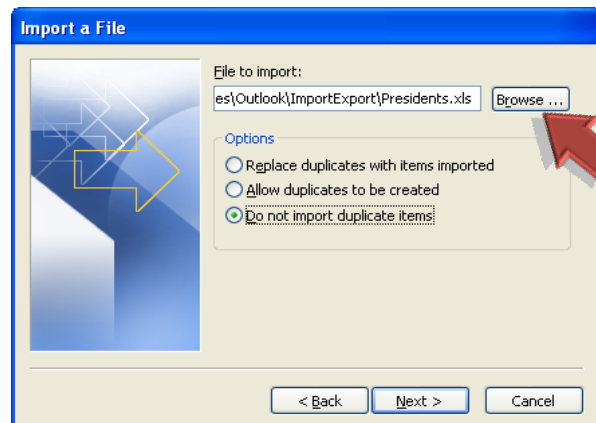 Import a File
File to import:
es\Outlook\ImportExport\Presidents.xls
Browse ...
Options
Replace duplicates with items imported
Allow duplicates to be created
Do not import duplicate items
< Back
Next >
Cancel